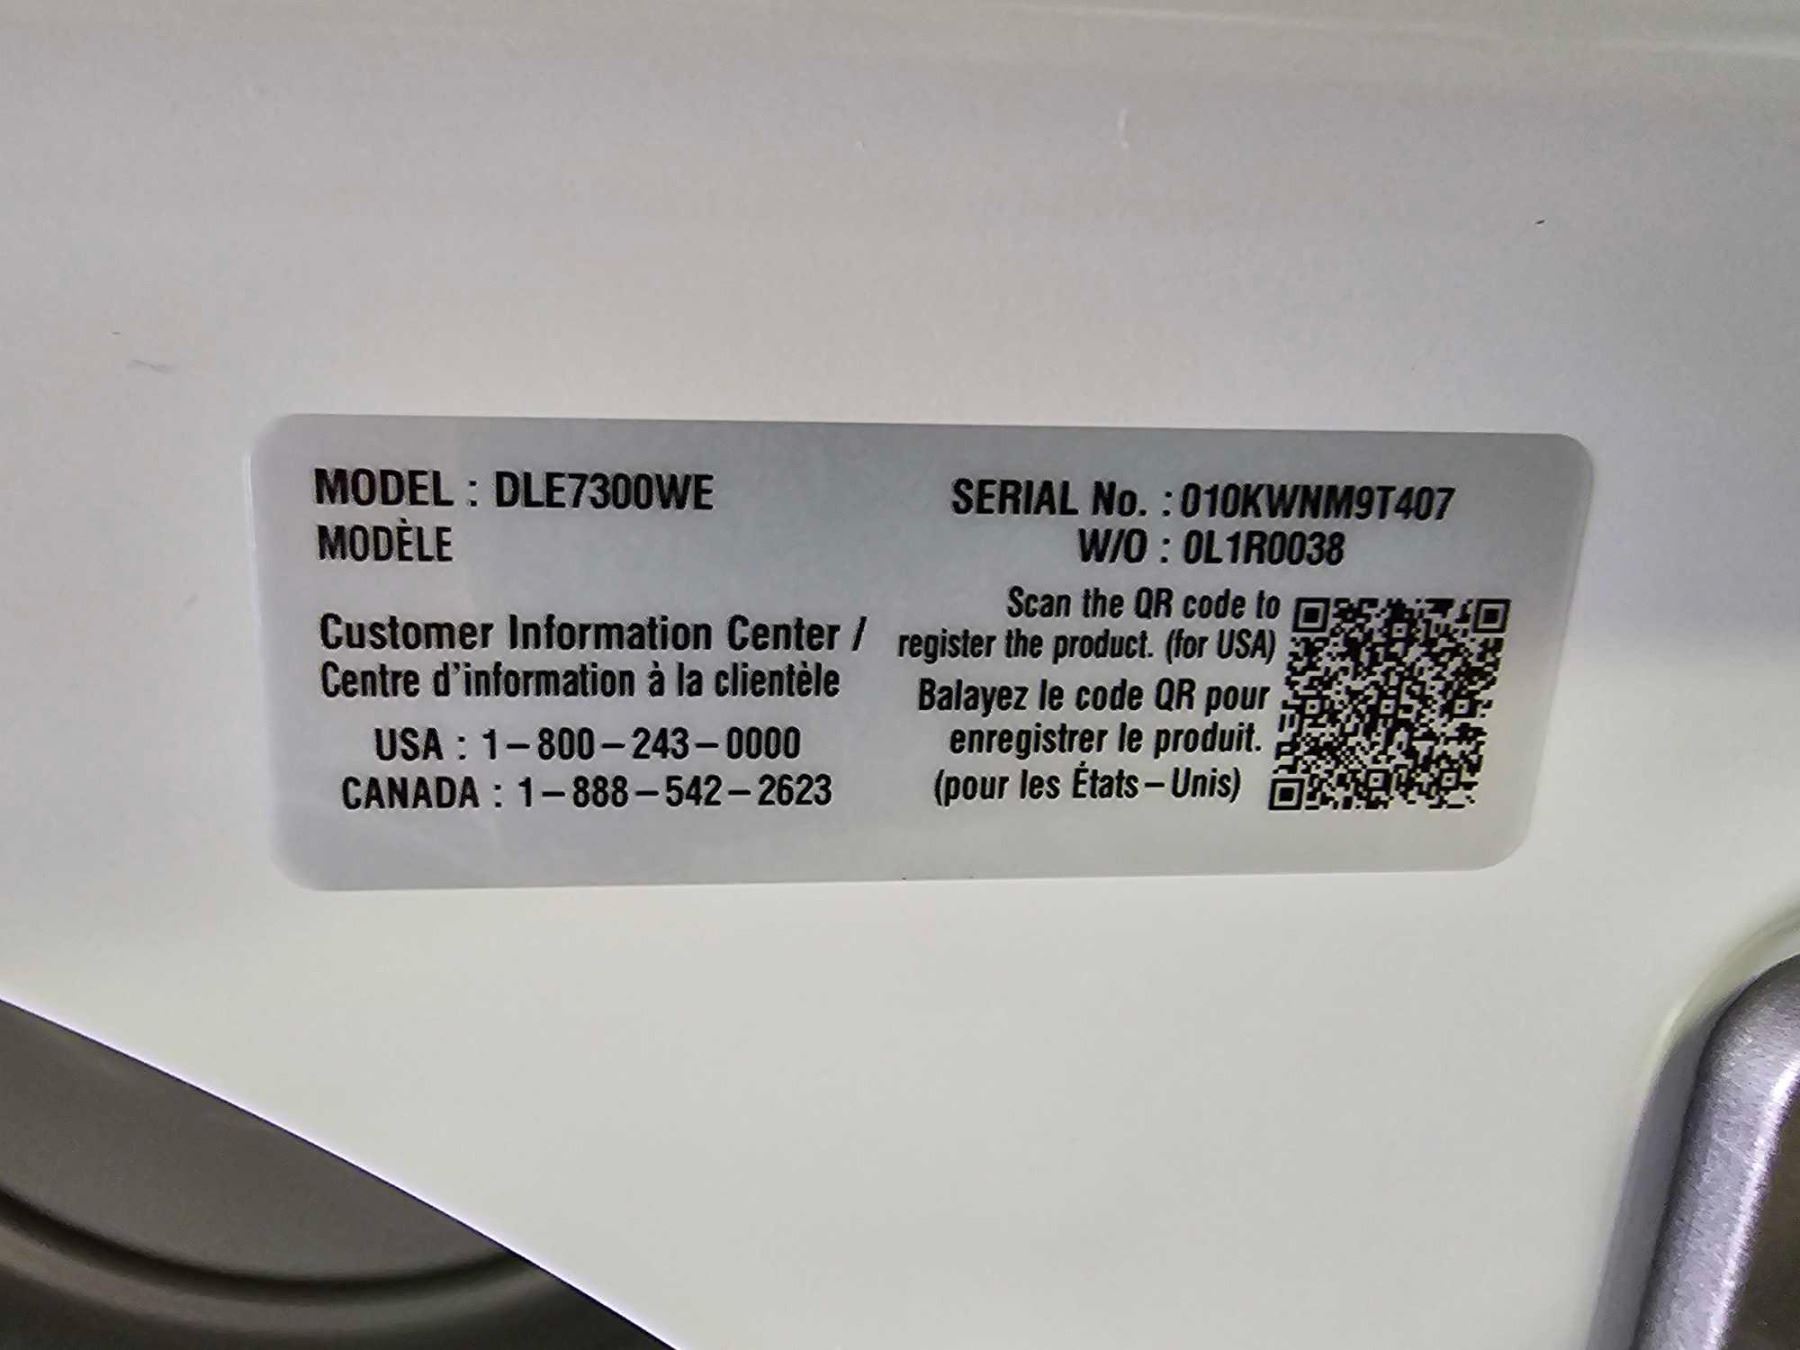 MODEL : DLE7300WE
MODÈLE
Customer Information Center /
Centre d'information à la clientèle
USA : 1-800-243-0000
CANADA : 1-888-542-2623
SERIAL No. : 010KWNM9T407
W/O : 0L1R0038
Scan the QR code to
register the product. (for USA)
Balayez le code QR pour
enregistrer le produit.
(pour les États-Unis)